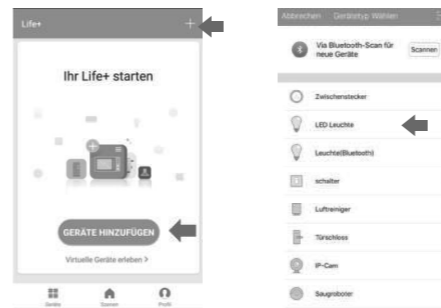 Life+
Ihr Life+ starten
GERÄTE HINZUFÜGEN
Virtuelle Geräte erleben >
Geräte
Szenen
Profil
Abbrechen Gerätetyp Wählen
Via Bluetooth-Scan für
neue Geräte
Scannen
Zwischenstecker
LED Leuchte
Leuchte(Bluetooth)
schalter
Luftreiniger
Türschloss
IP-Cam
Saugroboter